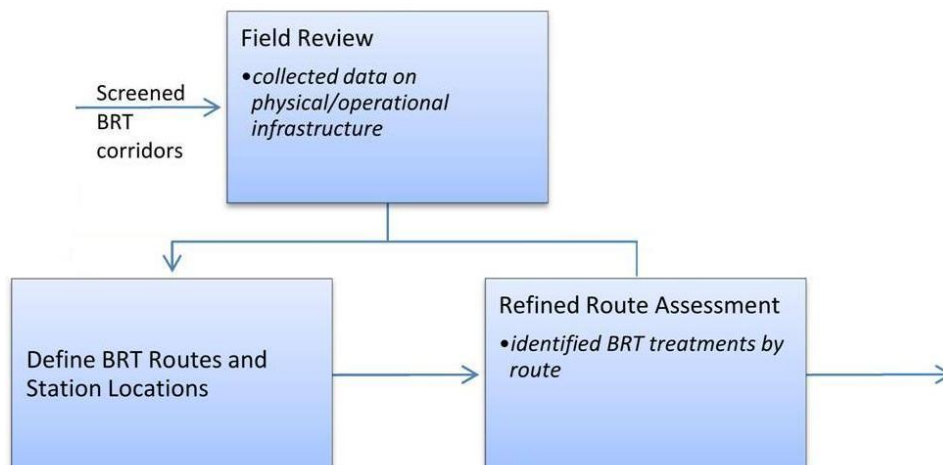 Field Review
•collected data on
physical/operational
infrastructure
Screened
BRT
corridors
Define BRT Routes and
Station Locations
Refined Route Assessment
•identified BRT treatments by
route